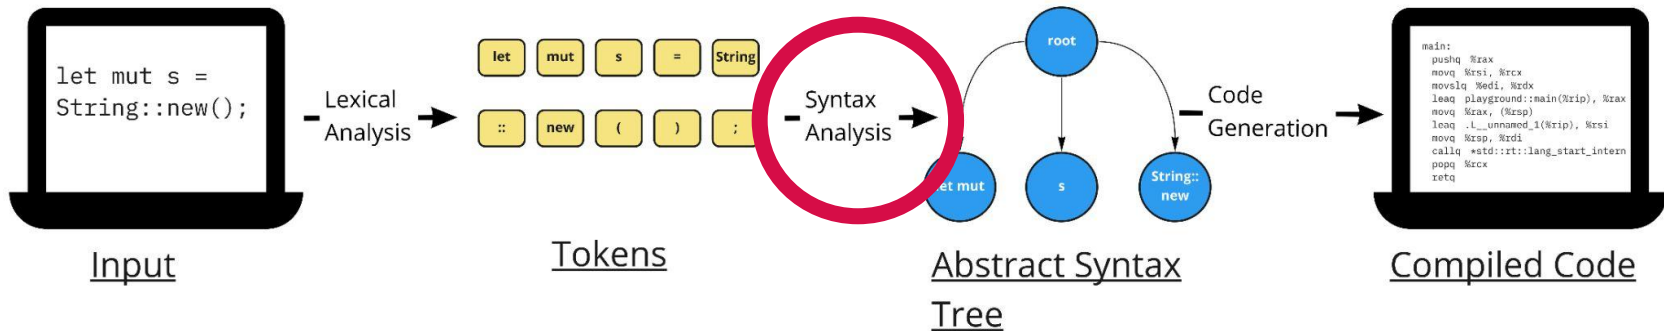 let mut s =
String::new();
Input
Lexical
Analysis
let mut s = String
:: new ( ) ;
Tokens
Syntax
Analysis
root
let mut s String::
new
Abstract Syntax
Tree
Code
Generation
main:
pushq %rax
movq %rsi, %rcx
movslq %edi, %rdx
leaq playground::main(%rip), %rax
movq %rax, (%rsp)
leaq .L__unnamed_1(%rip), %rsi
movq %rsp, %rdi
callq *std::rt::lang_start_intern
popq %rcx
retq
Compiled Code